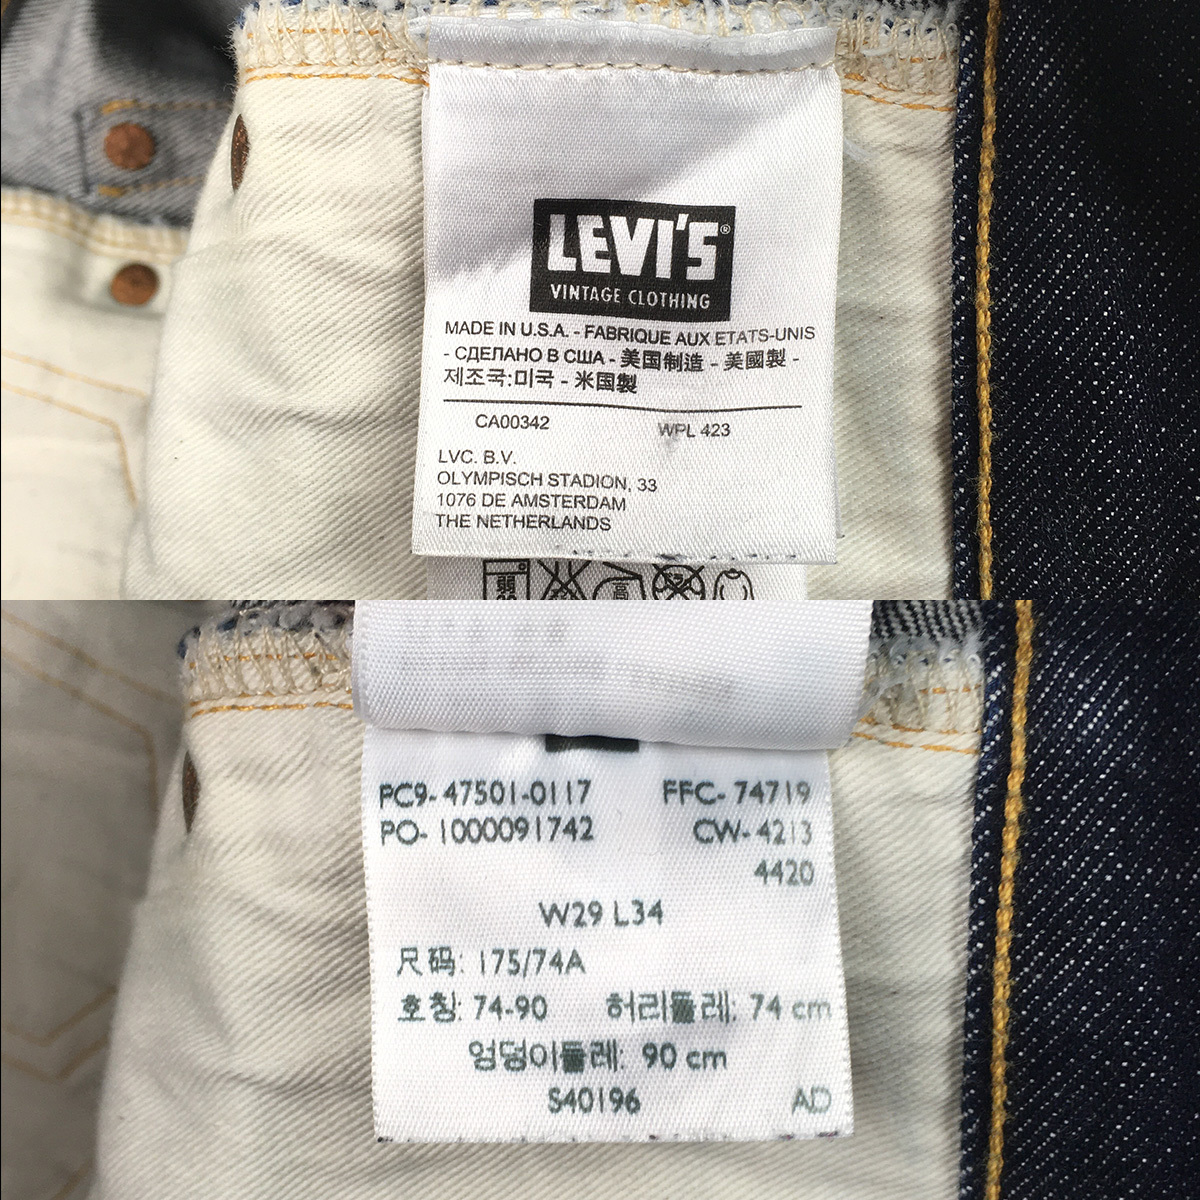 LEVI'S®
VINTAGE CLOTHING
MADE IN U.S.A. - FABRIQUE AUX ETATS-UNIS
- СДЕЛАНО В США - 美国制造 - 美國製 -
제조국:미국 - 米国製
CA00342 WPL 423
LVC. B.V.
OLYMPISCH STADION, 33
1076 DE AMSTERDAM
THE NETHERLANDS
PC9- 47501-0117 FFC- 74719
PO- 1000091742 CW- 4213
4420
W29 L34
尺码: 175/74A
호칭: 74-90 허리둘레: 74 cm
엉덩이둘레: 90 cm
S40196 AD